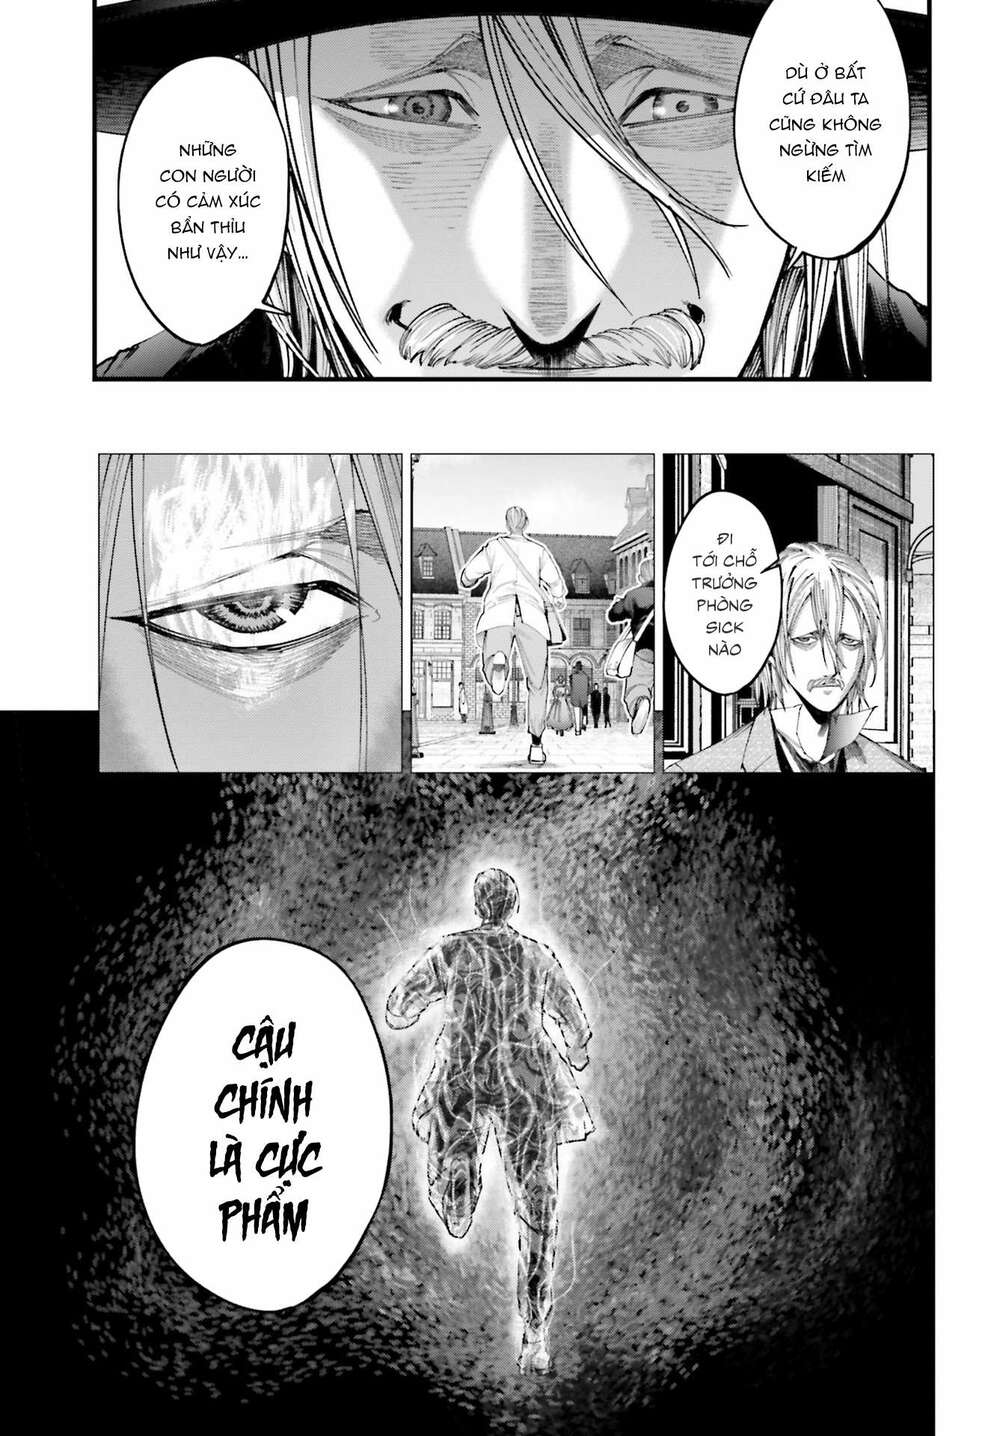 DÙ Ở BẤT
CỨ ĐÂU TA
CŨNG KHÔNG
NGỪNG TÌM
KIẾM
NHỮNG
CON NGƯỜI
CÓ CẢM XÚC
BẨN THỈU
NHƯ VẬY...
ĐI
TỚI CHỖ
TRƯỞNG
PHÒNG
SICK
NÀO
CẬU
CHÍNH
LÀ CỰC
PHẨM